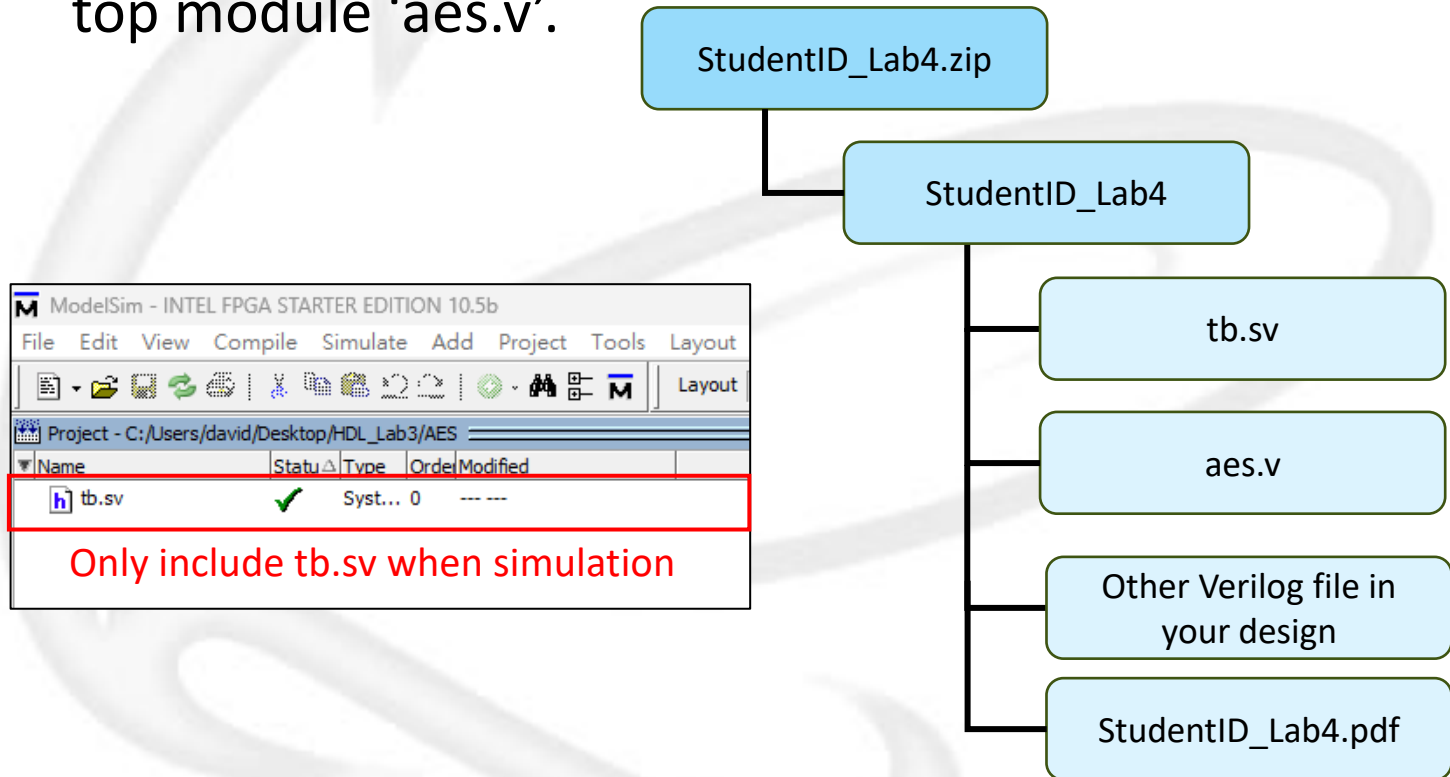 top module ‘aes.v’.
StudentID_Lab4.zip
StudentID_Lab4
tb.sv
aes.v
Other Verilog file in
your design
StudentID_Lab4.pdf
M ModelSim - INTEL FPGA STARTER EDITION 10.5b
File Edit View Compile Simulate Add Project Tools Layout
M Layout
Project - C:/Users/david/Desktop/HDL_Lab3/AES
Name Statu Type Order Modified
h tb.sv Syst... 0 --- ---
Only include tb.sv when simulation